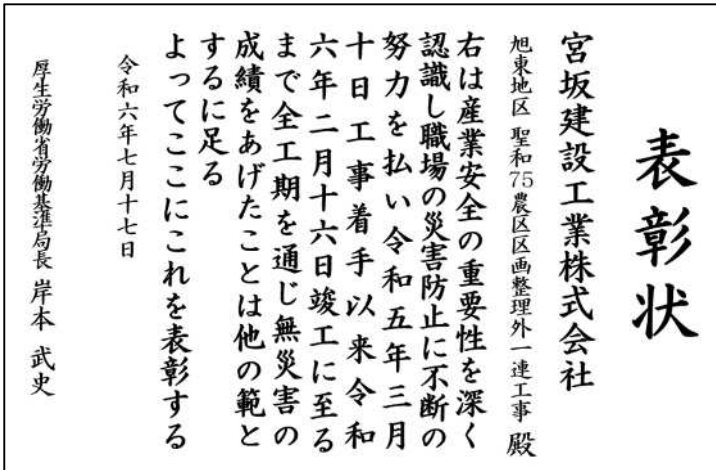 表彰状
宮坂建設工業株式会社
旭東地区 聖和75農区区画整理外一連工事 殿
右は産業安全の重要性を深く
認識し職場の災害防止に不断の
努力を払い令和五年三月
十日工事着手以来令和
六年二月十六日竣工に至る
まで全工期を通じ無災害の
成績をあげたことは他の範と
するに足る
よってここにこれを表彰する
令和六年七月十七日
厚生労働省労働基準局長 岸本 武史